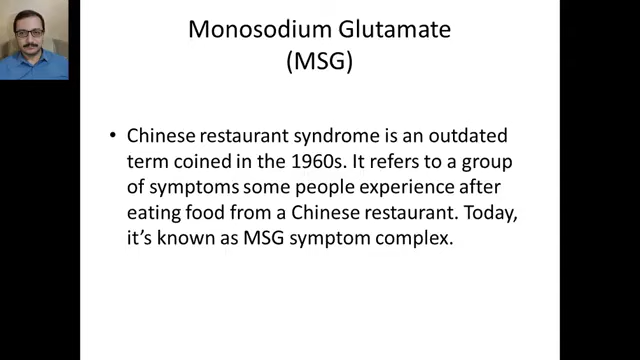 Monosodium Glutamate
(MSG)
• Chinese restaurant syndrome is an outdated
term coined in the 1960s. It refers to a group
of symptoms some people experience after
eating food from a Chinese restaurant. Today,
it’s known as MSG symptom complex.